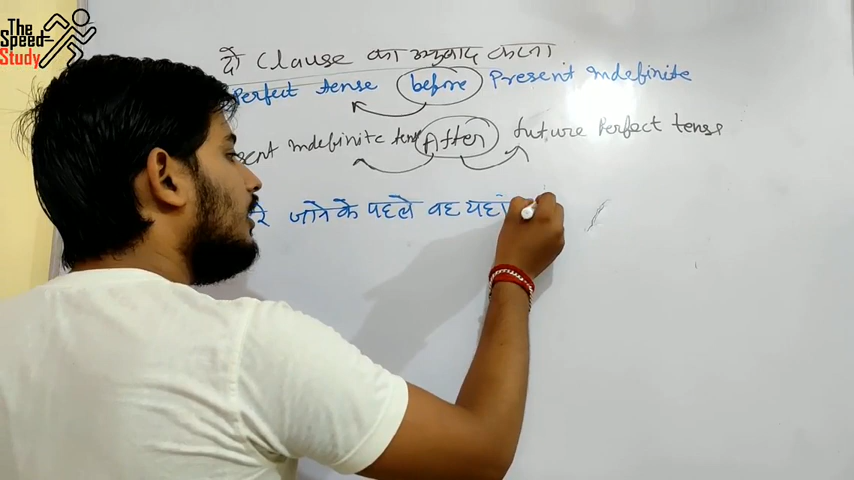 The
Speed
Study
दो Clause का अनुवाद करना
Perfect tense before Present Indefinite
Indefinite tense After future Perfect tense
जाने के पहले वह यहां